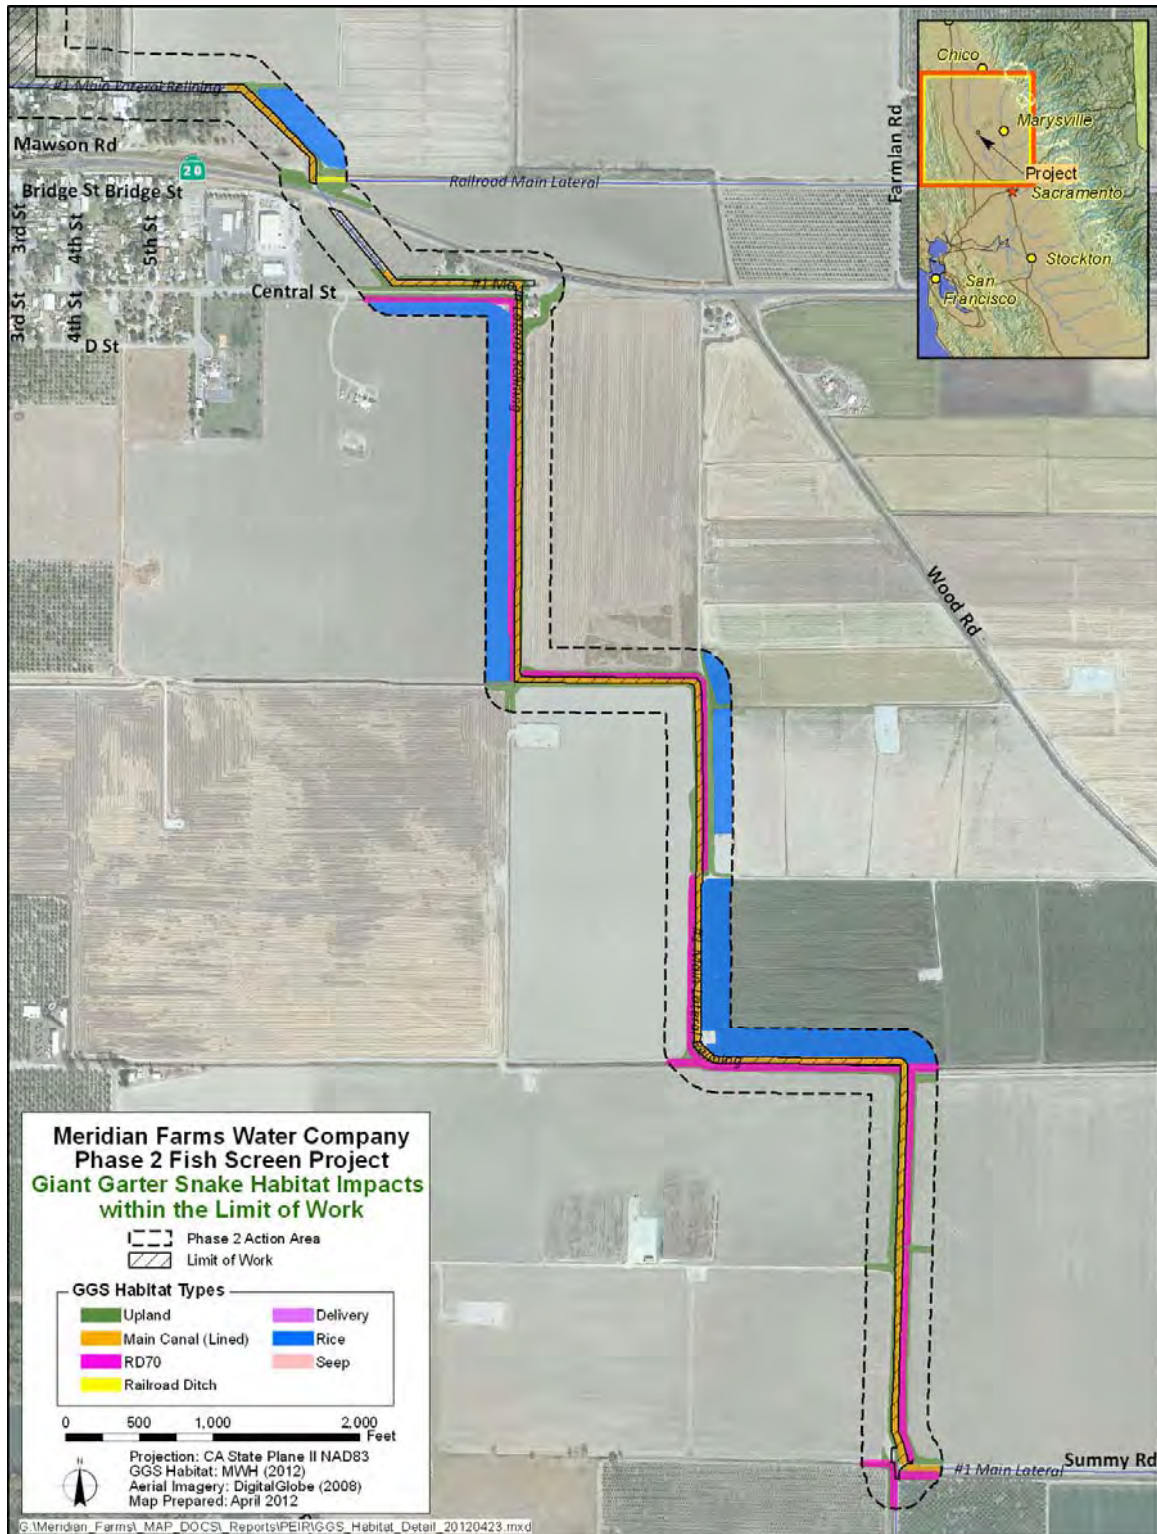 #1 Main Lateral Relining
Mawson Rd
20
Bridge St Bridge St
3rd St
4th St
5th St
Railroad Main Lateral
Farmlan Rd
Central St
3rd St
4th St
D St
#1 Ma
Wood Rd
Summy Rd
#1 Main Lateral
Chico
Marysville
Project
Sacramento
Stockton
San
Francisco
Meridian Farms Water Company
Phase 2 Fish Screen Project
Giant Garter Snake Habitat Impacts
within the Limit of Work
Phase 2 Action Area
Limit of Work
GGS Habitat Types
Upland
Main Canal (Lined)
RD70
Railroad Ditch
Delivery
Rice
Seep
0 500 1,000 2,000
Feet
N
Projection: CA State Plane II NAD83
GGS Habitat: MWH (2012)
Aerial Imagery: DigitalGlobe (2008)
Map Prepared: April 2012
G:\Meridian_Farms\_MAP_DOCS\_Reports\PEIR\GGS_Habitat_Detail_20120423.mxd